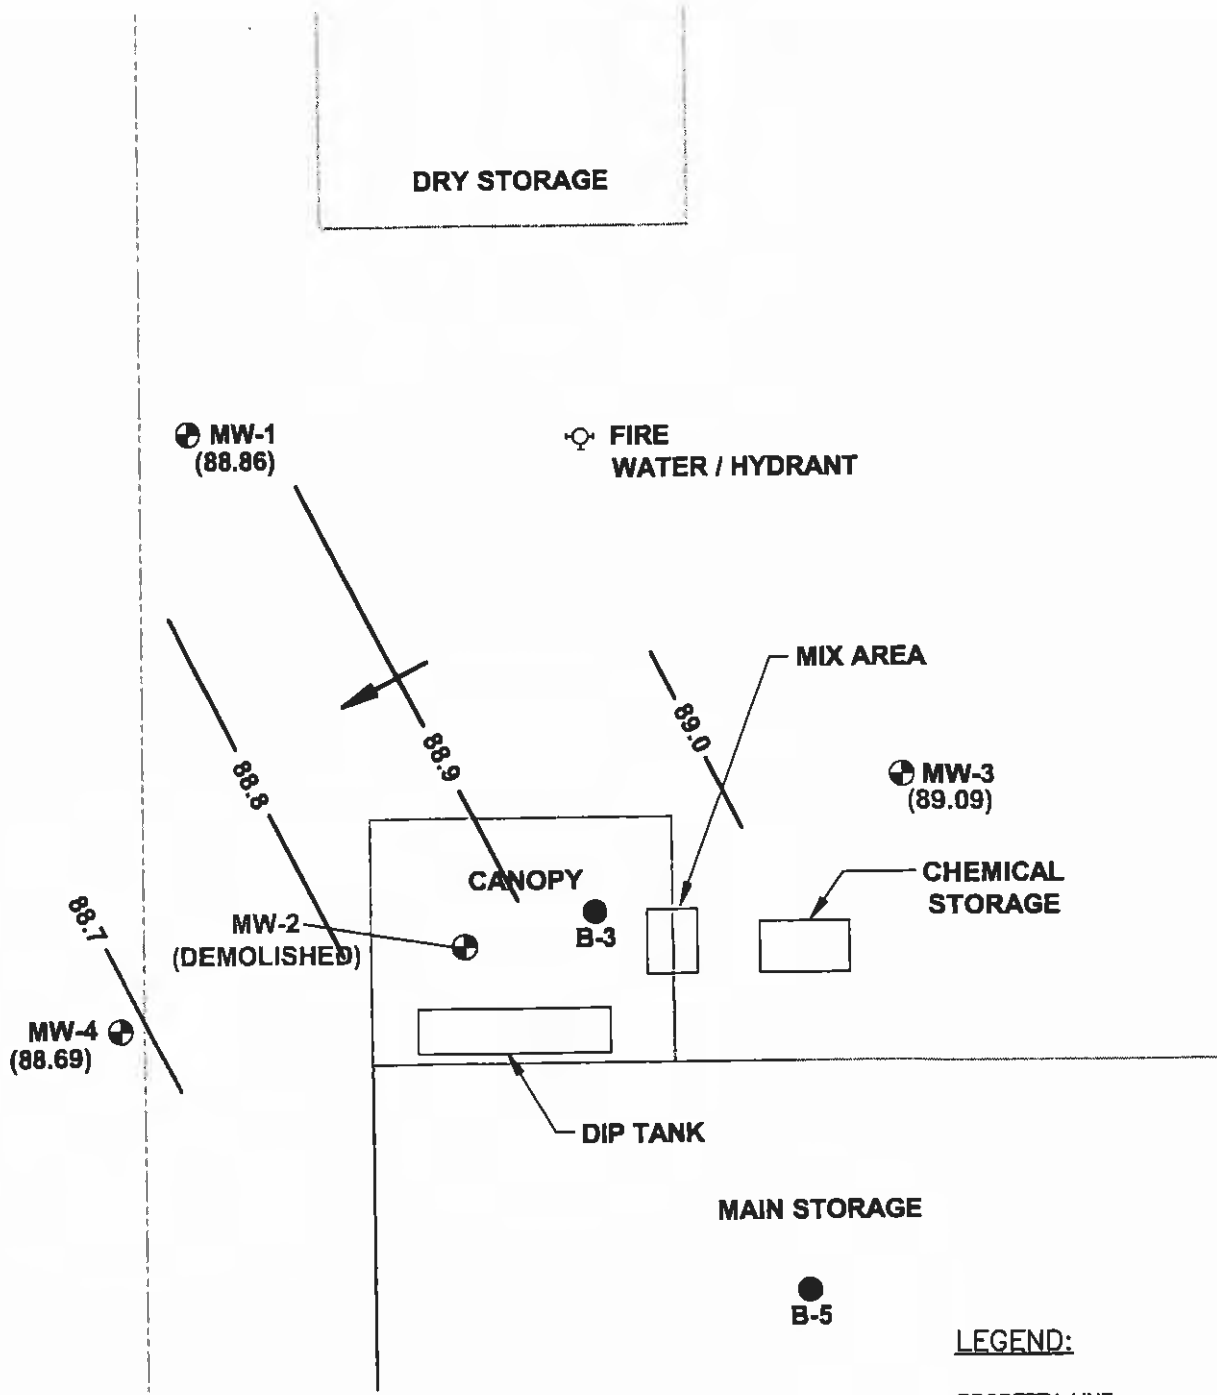 DRY STORAGE
MW-1
(88.86)
FIRE
WATER / HYDRANT
MIX AREA
89.0
88.9
88.8
MW-3
(89.09)
CANOPY
CHEMICAL
STORAGE
88.7
MW-2
(DEMOLISHED)
B-3
MW-4
(88.69)
DIP TANK
MAIN STORAGE
B-5
LEGEND: